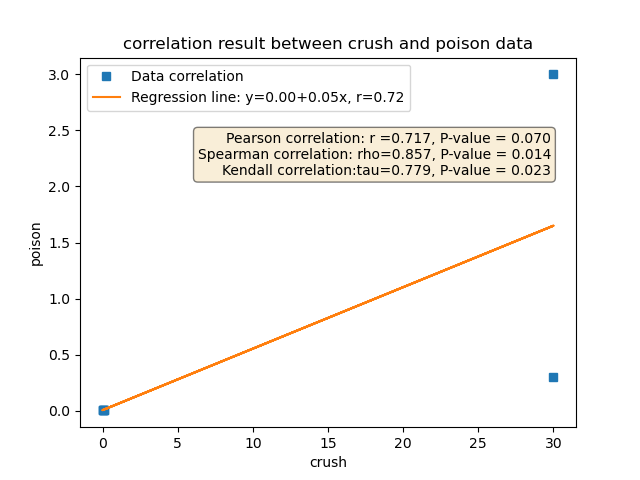 correlation result between crush and poison data
Data correlation
Regression line: y=0.00+0.05x, r=0.72
Pearson correlation: r =0.717, P-value = 0.070
Spearman correlation: rho=0.857, P-value = 0.014
Kendall correlation:tau=0.779, P-value = 0.023
3.0
2.5
2.0
1.5
1.0
0.5
0.0
poison
0 5 10 15 20 25 30
crush